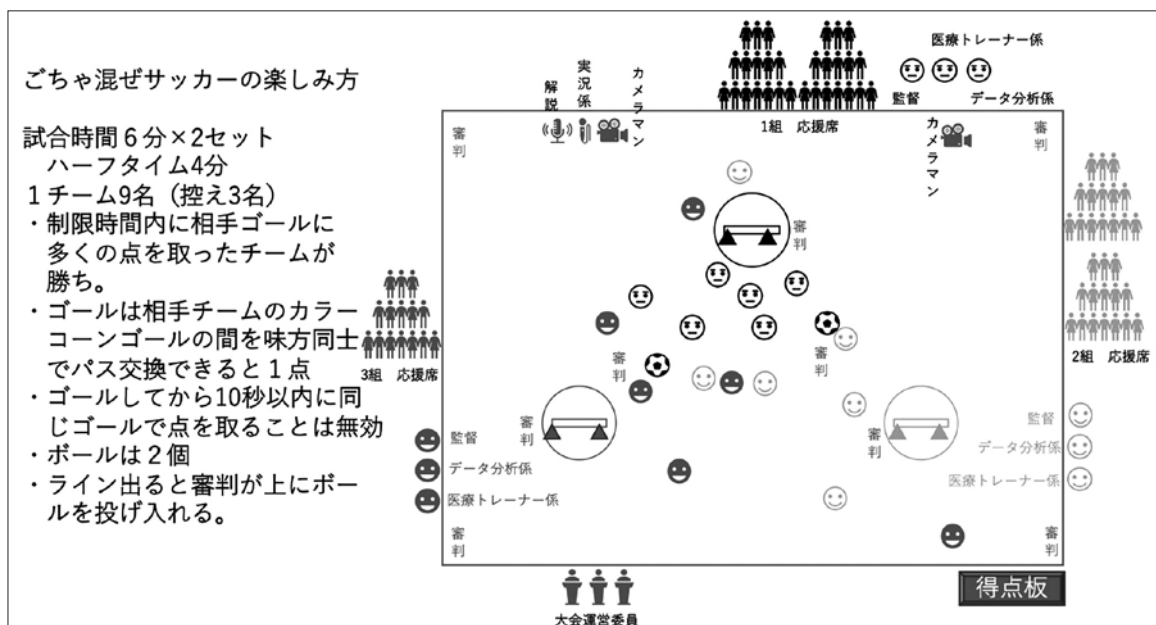 ごちゃ混ぜサッカーの楽しみ方
試合時間6分×2セット
ハーフタイム4分
1チーム9名（控え3名）
・制限時間内に相手ゴールに
多くの点を取ったチームが
勝ち。
・ゴールは相手チームのカラー
コーンゴールの間を味方同士
でパス交換できると1点
・ゴールしてから10秒以内に同
じゴールで点を取ることは無効
・ボールは2個
・ライン出ると審判が上にボー
ルを投げ入れる。
解説
実況係
カメラマン
1組 応援席
医療トレーナー係
監督
データ分析係
カメラマン
審判
審判
審判
2組 応援席
3組 応援席
審判
審判
審判
審判
監督
データ分析係
医療トレーナー係
監督
データ分析係
医療トレーナー係
審判
審判
得点板
大会運営委員